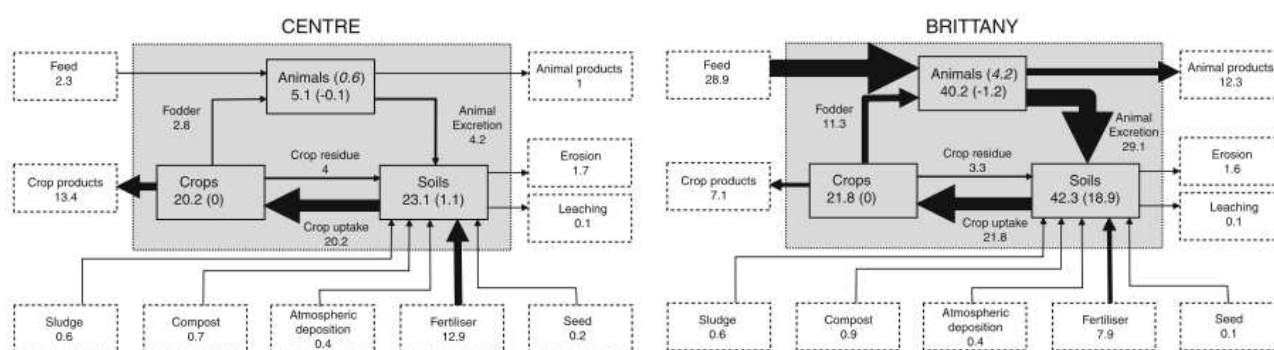 CENTRE
Feed
2.3
Animals (0.6)
5.1 (-0.1)
Animal products
1
Fodder
2.8
Animal
Excretion
4.2
Crop products
13.4
Crops
20.2 (0)
Crop residue
4
Soils
23.1 (1.1)
Crop uptake
20.2
Erosion
1.7
Leaching
0.1
Sludge
0.6
Compost
0.7
Atmospheric
deposition
0.4
Fertiliser
12.9
Seed
0.2
BRITTANY
Feed
28.9
Animals (4.2)
40.2 (-1.2)
Animal products
12.3
Fodder
11.3
Animal
Excretion
29.1
Crop products
7.1
Crops
21.8 (0)
Crop residue
3.3
Soils
42.3 (18.9)
Crop uptake
21.8
Erosion
1.6
Leaching
0.1
Sludge
0.6
Compost
0.9
Atmospheric
deposition
0.4
Fertiliser
7.9
Seed
0.1